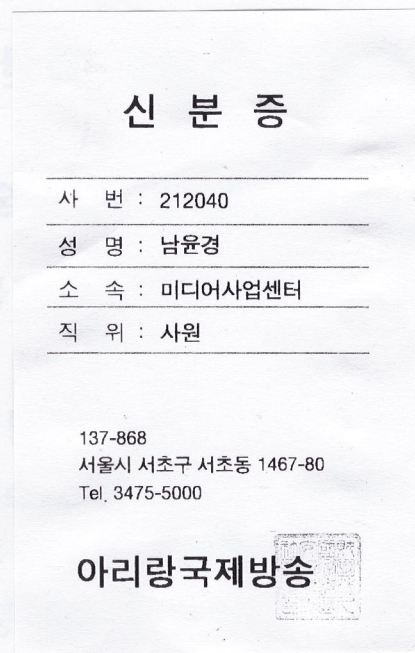 신 분 증
사 번 : 212040
성 명 : 남윤경
소 속 : 미디어사업센터
직 위 : 사원
137-868
서울시 서초구 서초동 1467-80
Tel. 3475-5000
아리랑국제방송